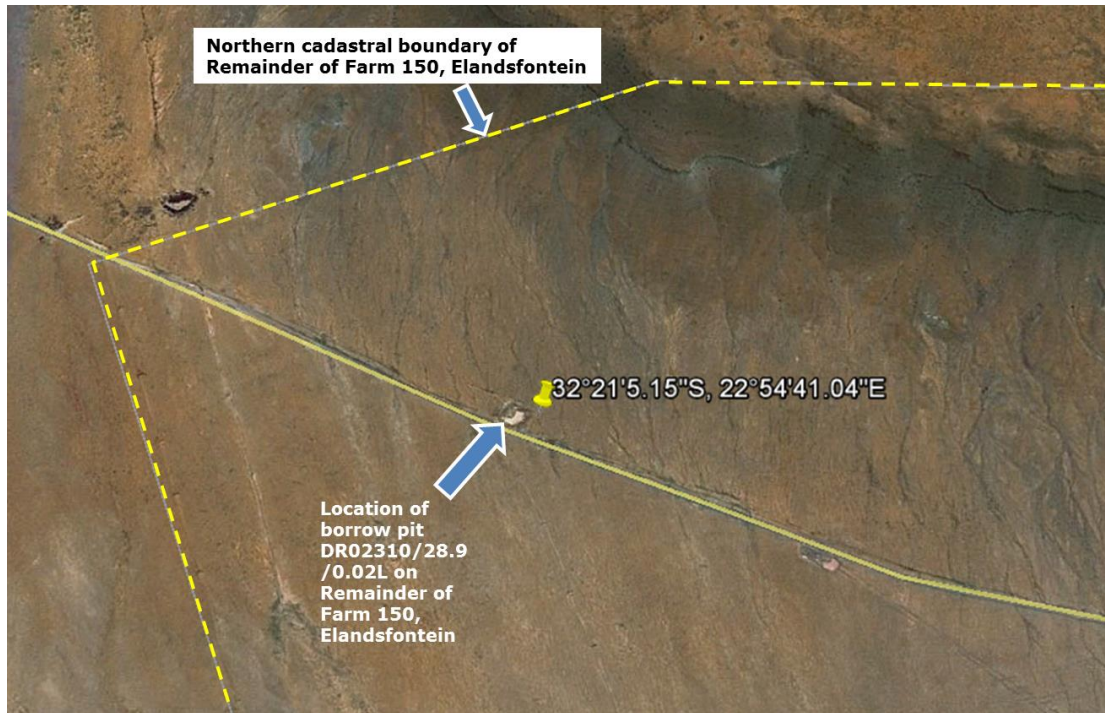 Northern cadastral boundary of
Remainder of Farm 150, Elandsfontein
32°21'5.15"S, 22°54'41.04"E
Location of
borrow pit
DR02310/28.9
/0.02L on
Remainder of
Farm 150,
Elandsfontein